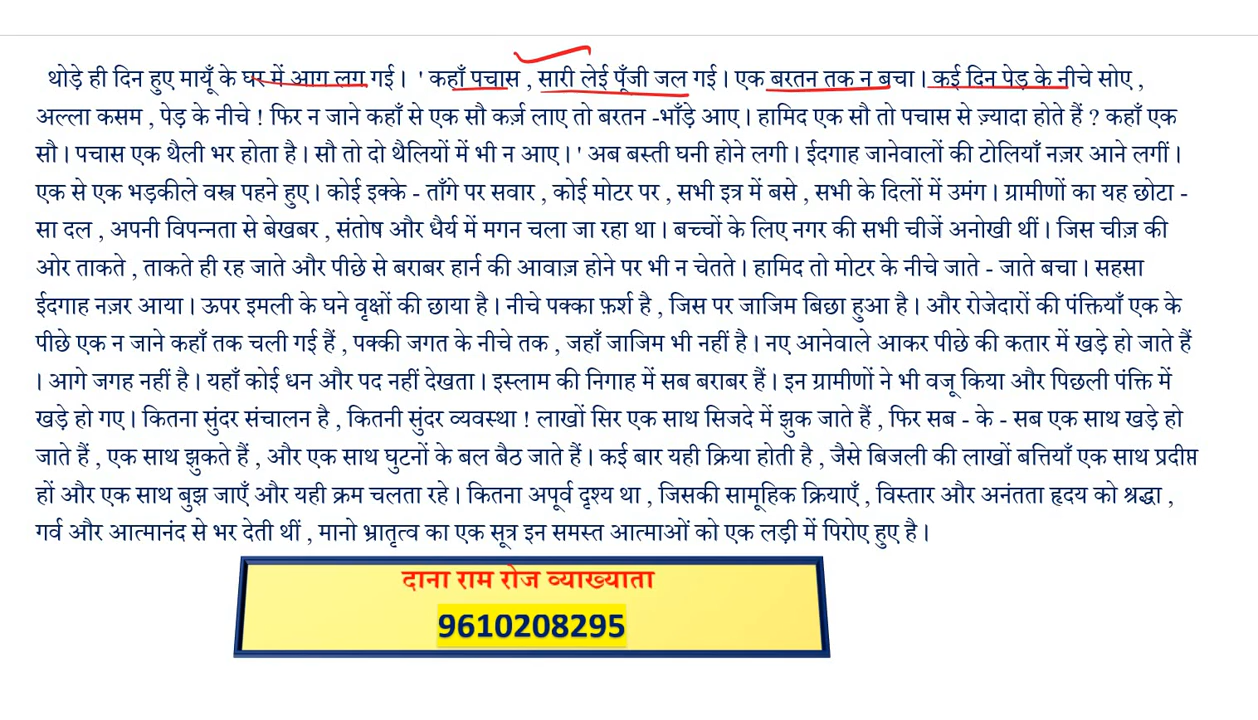 थोड़े ही दिन हुए मायूँ के घर में आग लग गई। ' कहाँ पचास , सारी लेई पूँजी जल गई। एक बरतन तक न बचा। कई दिन पेड़ के नीचे सोए ,
अल्ला कसम , पेड़ के नीचे ! फिर न जाने कहाँ से एक सौ कर्ज़ लाए तो बरतन -भाँड़े आए। हामिद एक सौ तो पचास से ज़्यादा होते हैं ? कहाँ एक
सौ। पचास एक थैली भर होता है। सौ तो दो थैलियों में भी न आए। ' अब बस्ती घनी होने लगी। ईदगाह जानेवालों की टोलियाँ नज़र आने लगीं।
एक से एक भड़कीले वस्त्र पहने हुए। कोई इक्के - ताँगे पर सवार , कोई मोटर पर , सभी इत्र में बसे , सभी के दिलों में उमंग। ग्रामीणों का यह छोटा -
सा दल , अपनी विपन्नता से बेखबर , संतोष और धैर्य में मगन चला जा रहा था। बच्चों के लिए नगर की सभी चीजें अनोखी थीं। जिस चीज़ की
ओर ताकते , ताकते ही रह जाते और पीछे से बराबर हार्न की आवाज़ होने पर भी न चेतते। हामिद तो मोटर के नीचे जाते - जाते बचा। सहसा
ईदगाह नज़र आया। ऊपर इमली के घने वृक्षों की छाया है। नीचे पक्का फ़र्श है , जिस पर जाजिम बिछा हुआ है। और रोजेदारों की पंक्तियाँ एक के
पीछे एक न जाने कहाँ तक चली गई हैं , पक्की जगत के नीचे तक , जहाँ जाजिम भी नहीं है। नए आनेवाले आकर पीछे की कतार में खड़े हो जाते हैं
। आगे जगह नहीं है। यहाँ कोई धन और पद नहीं देखता। इस्लाम की निगाह में सब बराबर हैं। इन ग्रामीणों ने भी वजू किया और पिछली पंक्ति में
खड़े हो गए। कितना सुंदर संचालन है , कितनी सुंदर व्यवस्था ! लाखों सिर एक साथ सिजदे में झुक जाते हैं , फिर सब - के - सब एक साथ खड़े हो
जाते हैं , एक साथ झुकते हैं , और एक साथ घुटनों के बल बैठ जाते हैं। कई बार यही क्रिया होती है , जैसे बिजली की लाखों बत्तियाँ एक साथ प्रदीप्त
हों और एक साथ बुझ जाएँ और यही क्रम चलता रहे। कितना अपूर्व दृश्य था , जिसकी सामूहिक क्रियाएँ , विस्तार और अनंतता हृदय को श्रद्धा ,
गर्व और आत्मानंद से भर देती थीं , मानो भ्रातृत्व का एक सूत्र इन समस्त आत्माओं को एक लड़ी में पिरोए हुए है।
दाना राम रोज व्याख्याता
9610208295